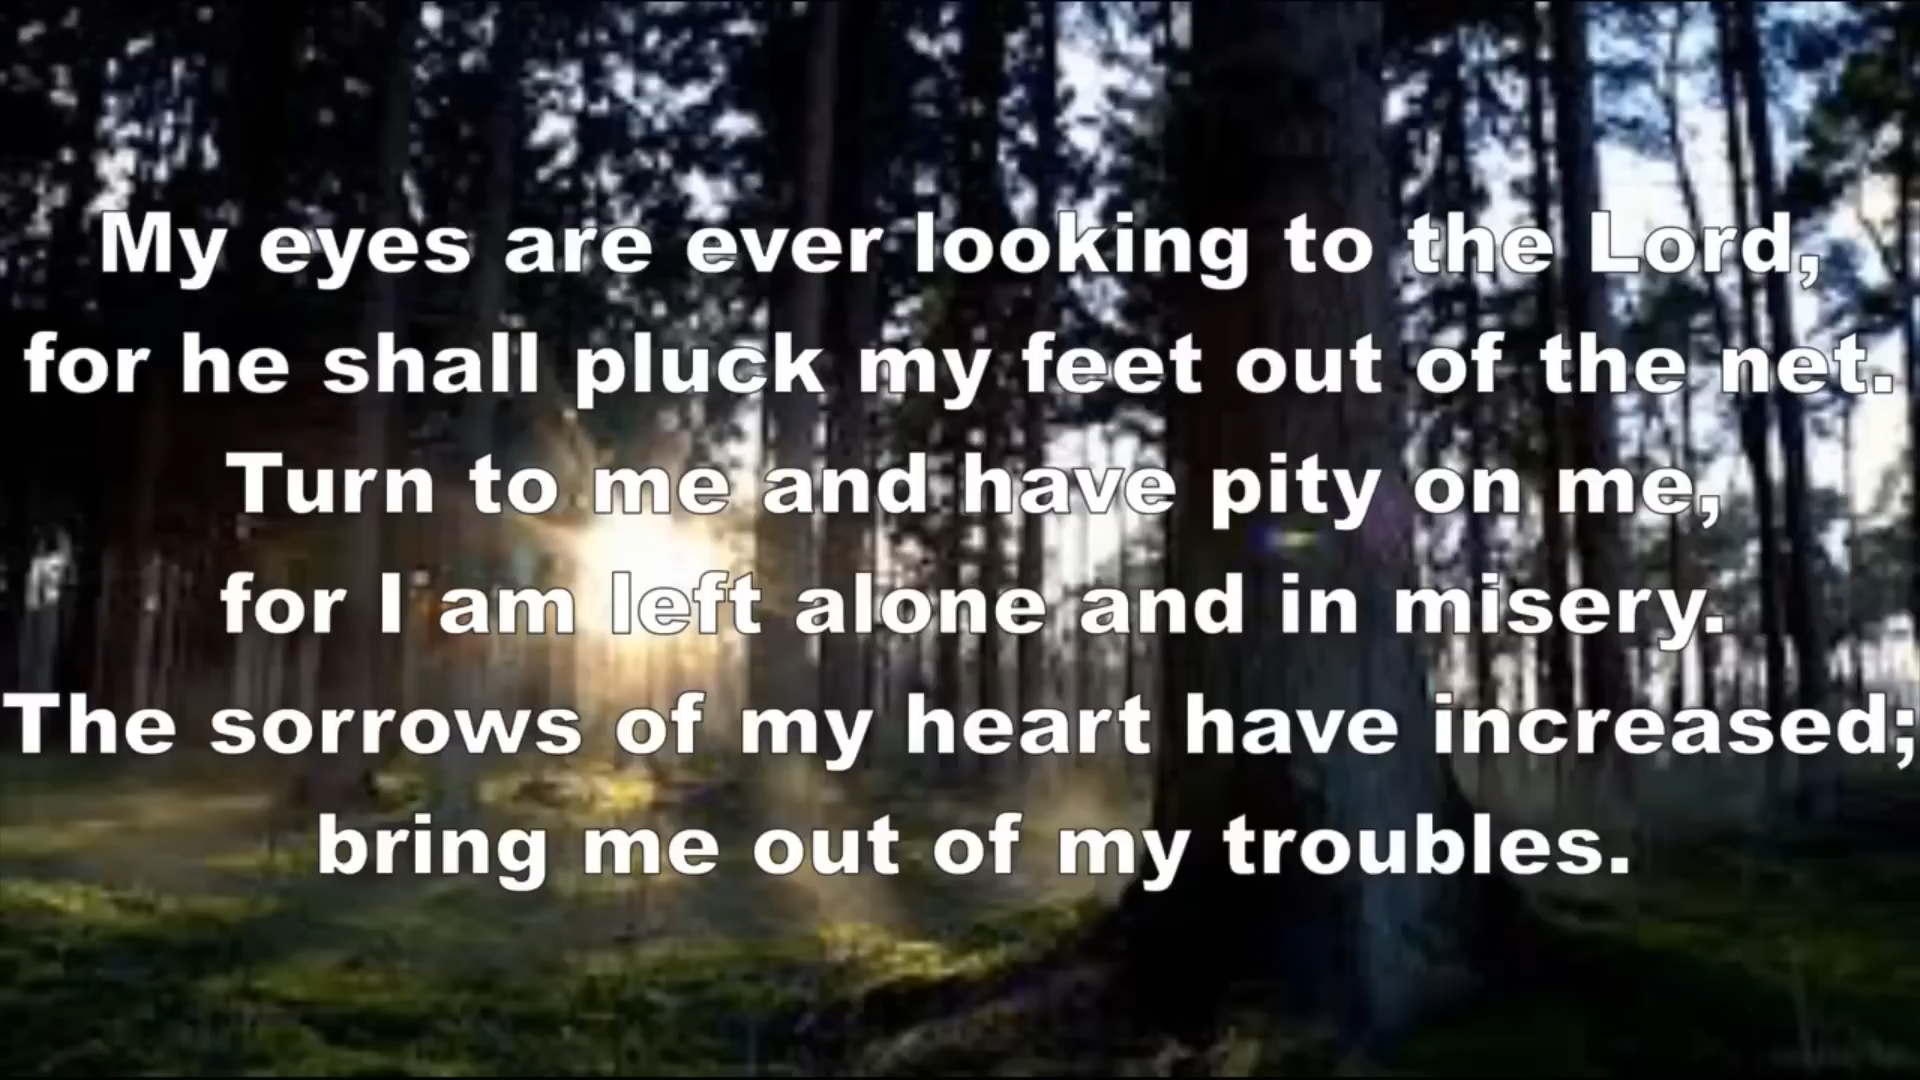 My eyes are ever looking to the Lord,
for he shall pluck my feet out of the net.
Turn to me and have pity on me,
for I am left alone and in misery.
The sorrows of my heart have increased;
bring me out of my troubles.